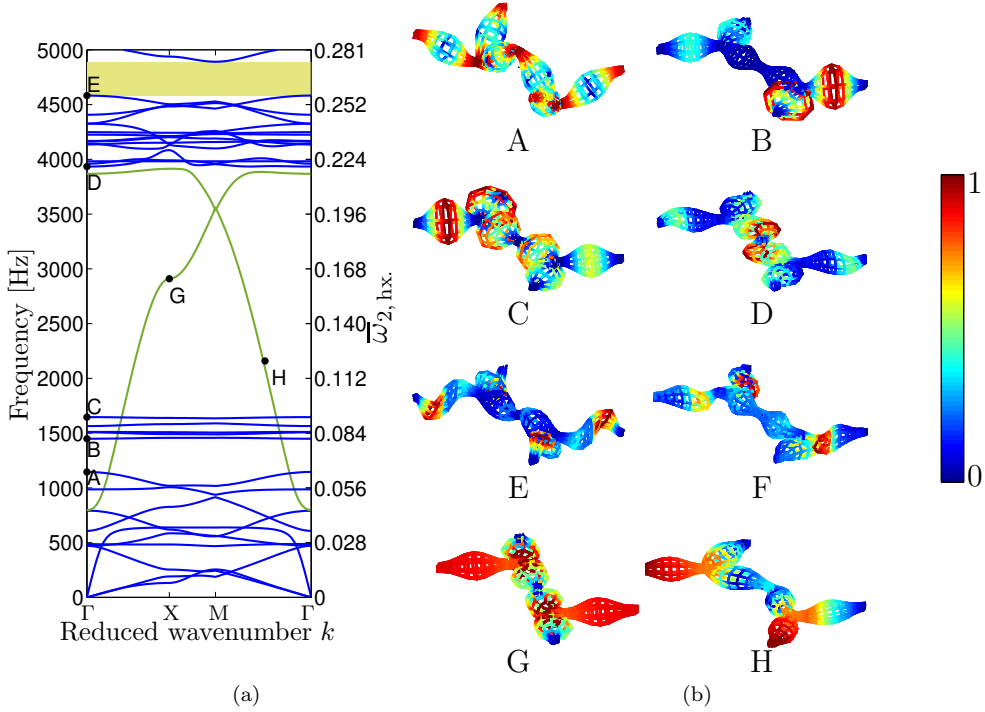 5000
4500
4000
3500
3000
2500
2000
1500
1000
500
0
Frequency [Hz]
E
D
G
H
C
B
A
0.281
0.252
0.224
0.196
0.168
0.140
0.112
0.084
0.056
0.028
0
ω̄2, hx.
Γ X M Γ
Reduced wavenumber k
(a)
A B
C D
E F
G H
1
0
(b)